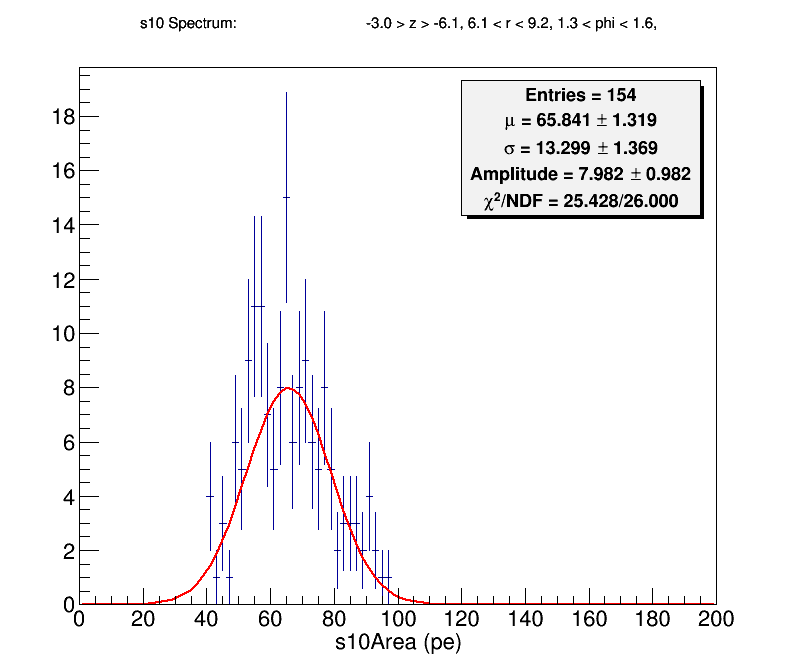 s10 Spectrum: -3.0 > z > -6.1, 6.1 < r < 9.2, 1.3 < phi < 1.6,
Entries = 154
μ = 65.841 ± 1.319
σ = 13.299 ± 1.369
Amplitude = 7.982 ± 0.982
χ²/NDF = 25.428/26.000
18
16
14
12
10
8
6
4
2
0
0 20 40 60 80 100 120 140 160 180 200
s10Area (pe)